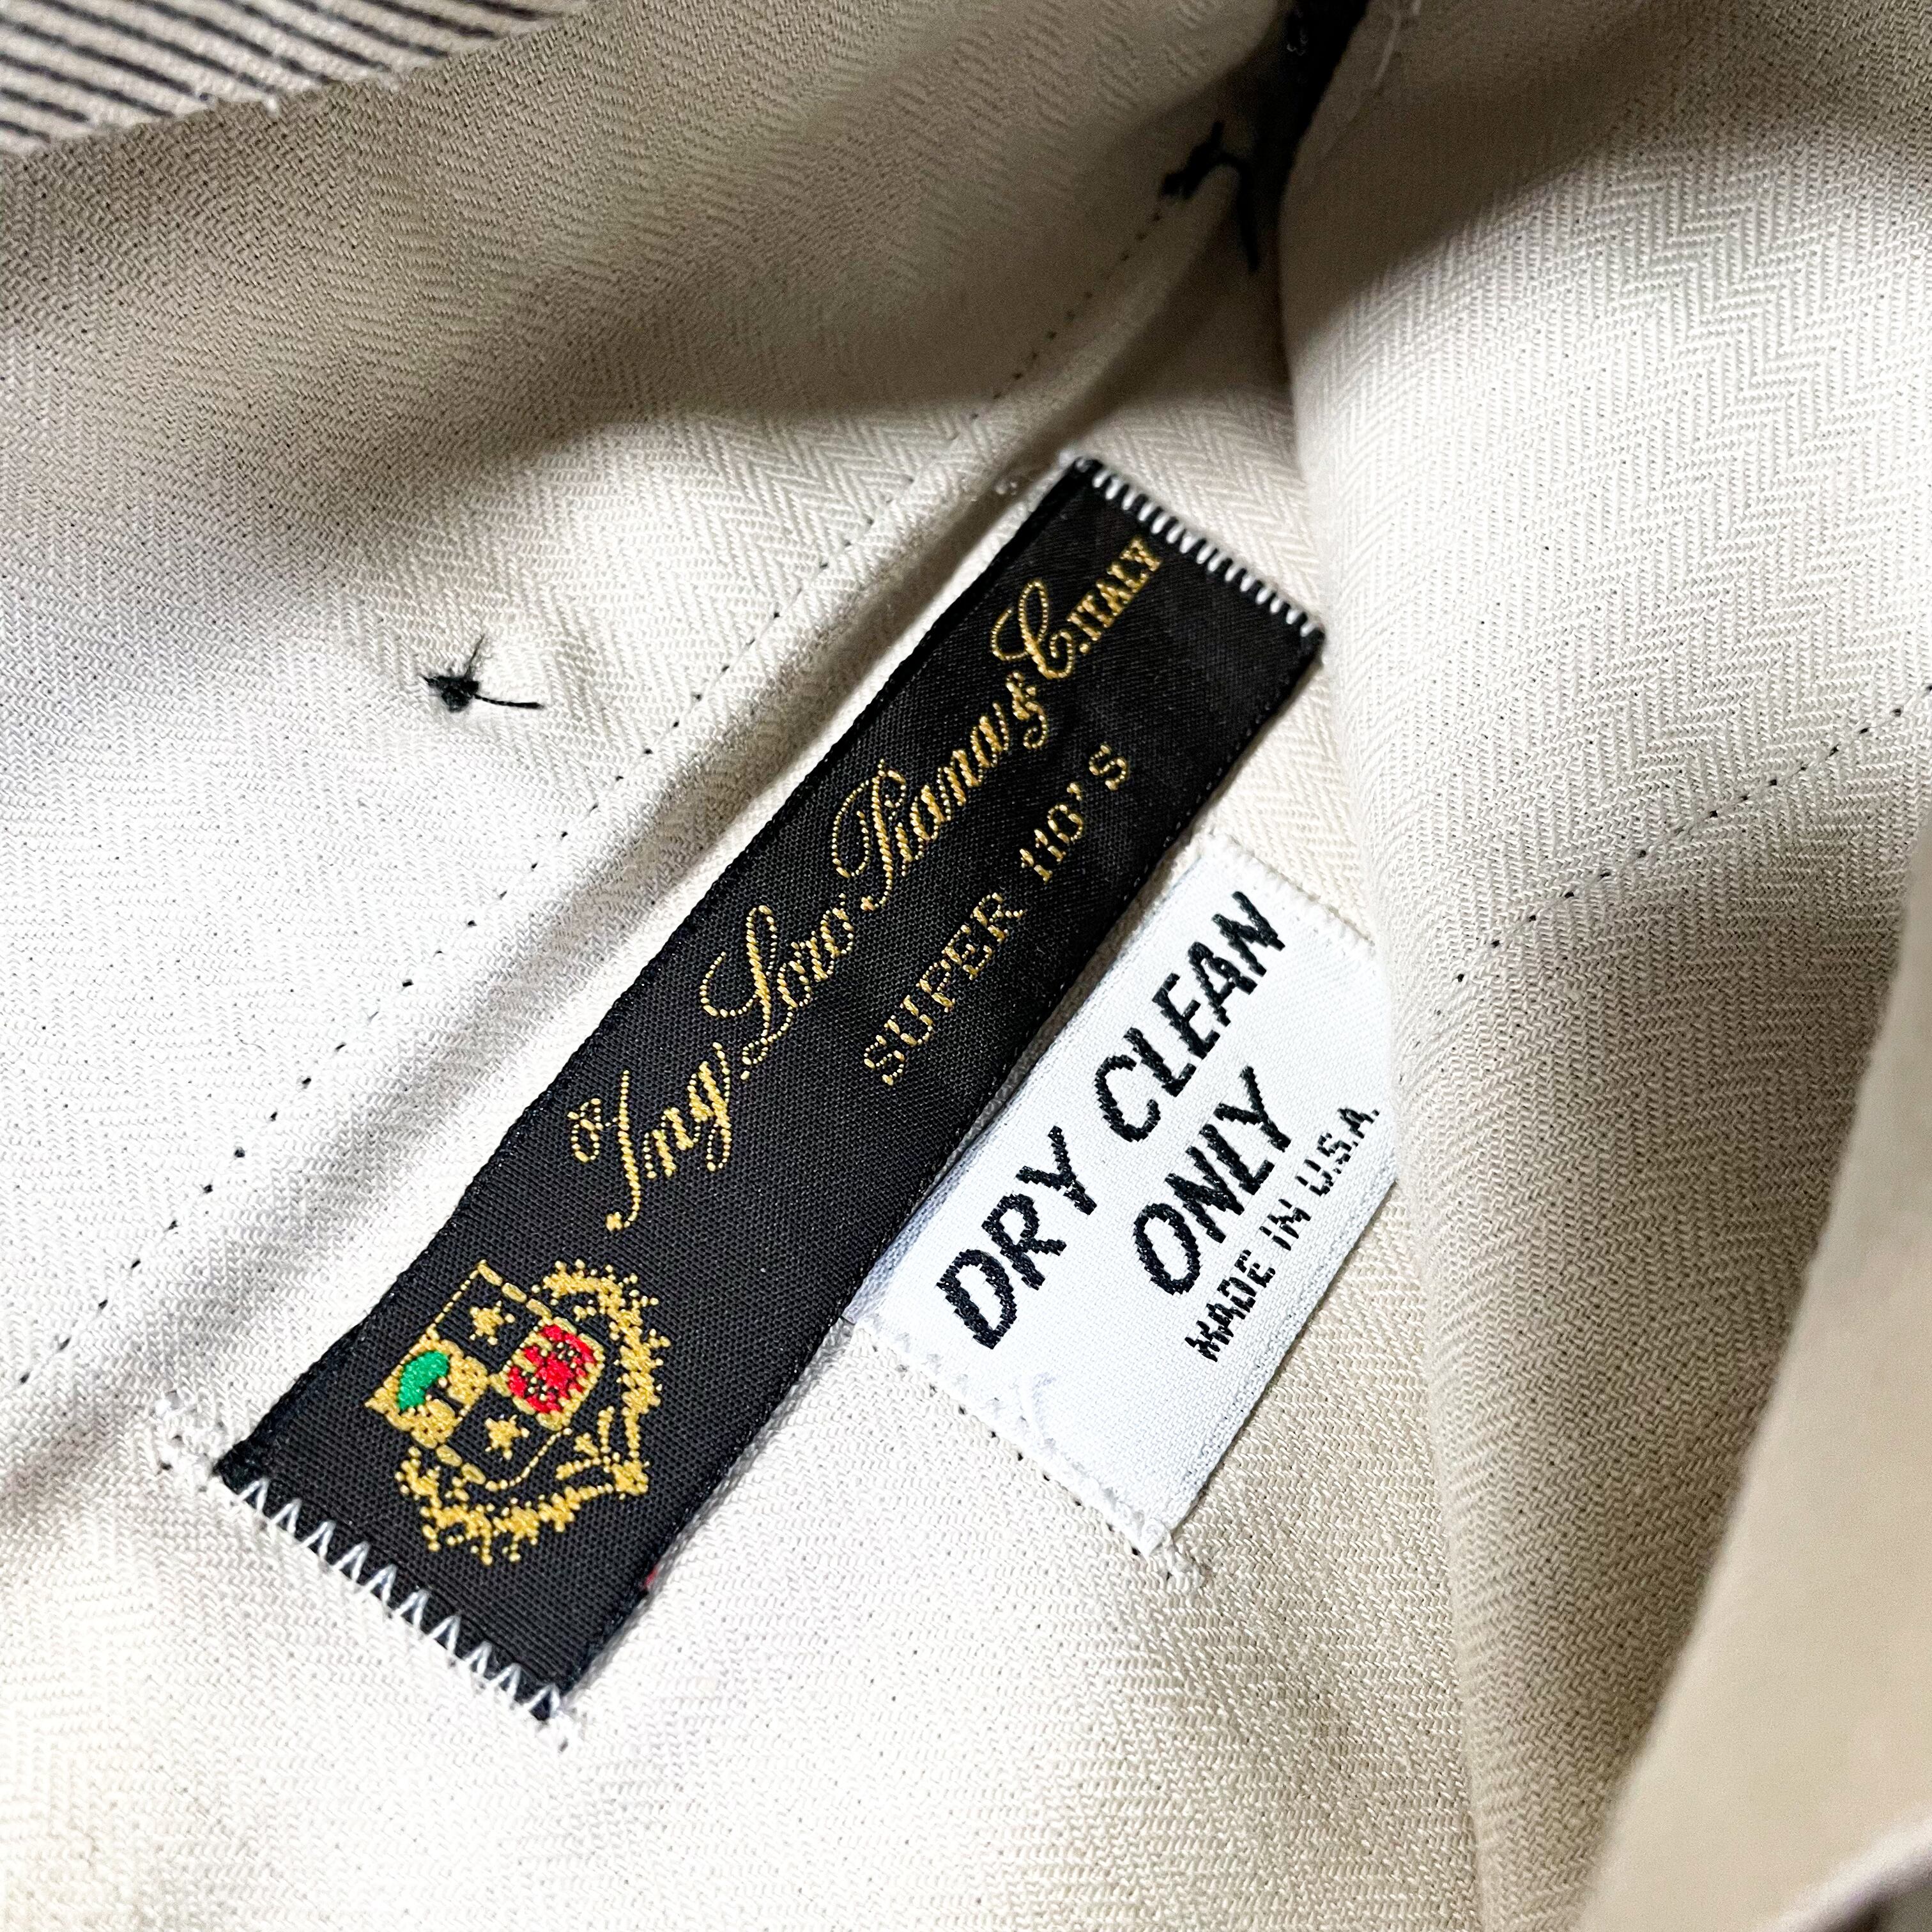 Ing. Loro Piana & C. ITALY
SUPER 110'S
DRY CLEAN
ONLY
MADE IN U.S.A.